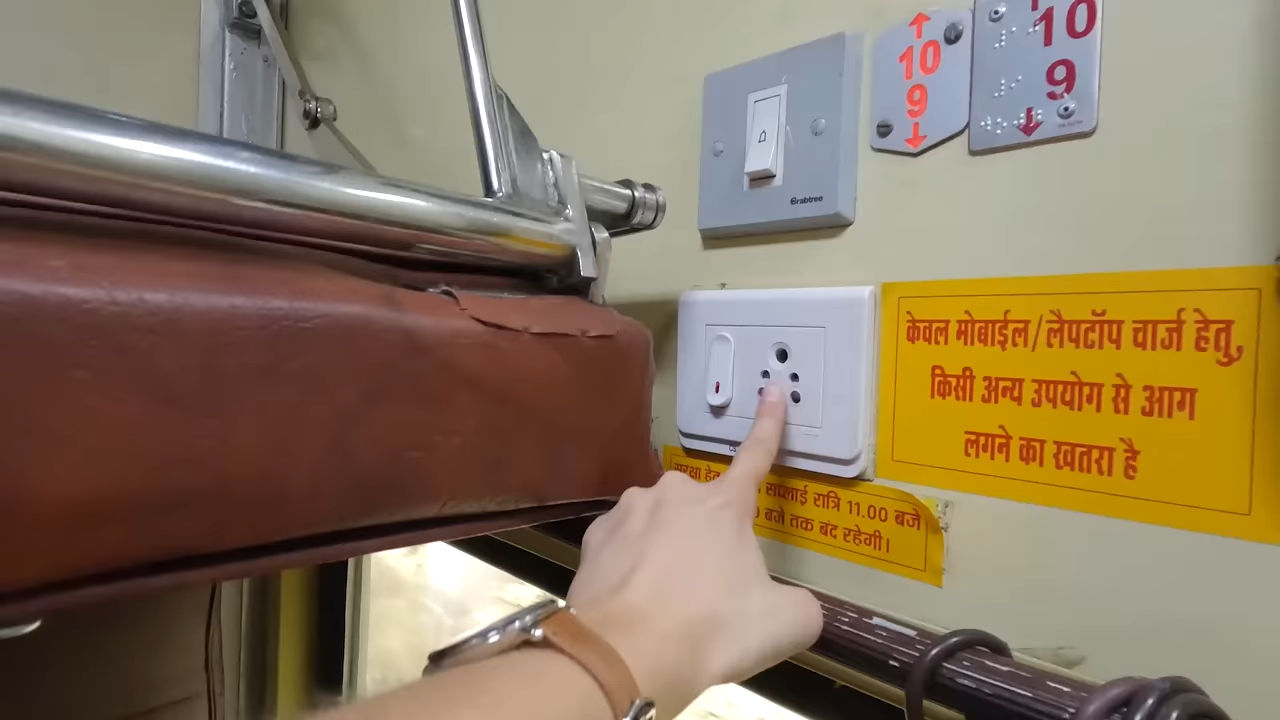 10
9
10
9
Crabtree
केवल मोबाईल/लैपटॉप चार्ज हेतु,
किसी अन्य उपयोग से आग
लगने का खतरा है
सुरक्षा हेतु सप्लाई रात्रि 11.00 बजे
बजे तक बंद रहेगी।